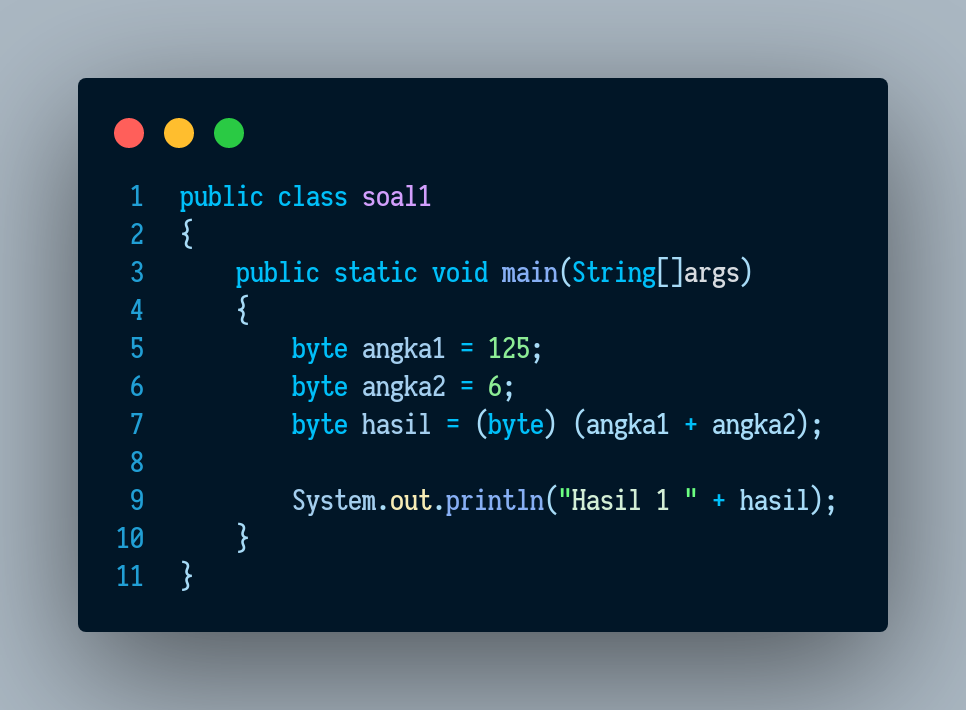 1 public class soal1
2 {
3     public static void main(String[]args)
4     {
5         byte angka1 = 125;
6         byte angka2 = 6;
7         byte hasil = (byte) (angka1 + angka2);
8
9         System.out.println("Hasil 1 " + hasil);
10     }
11 }